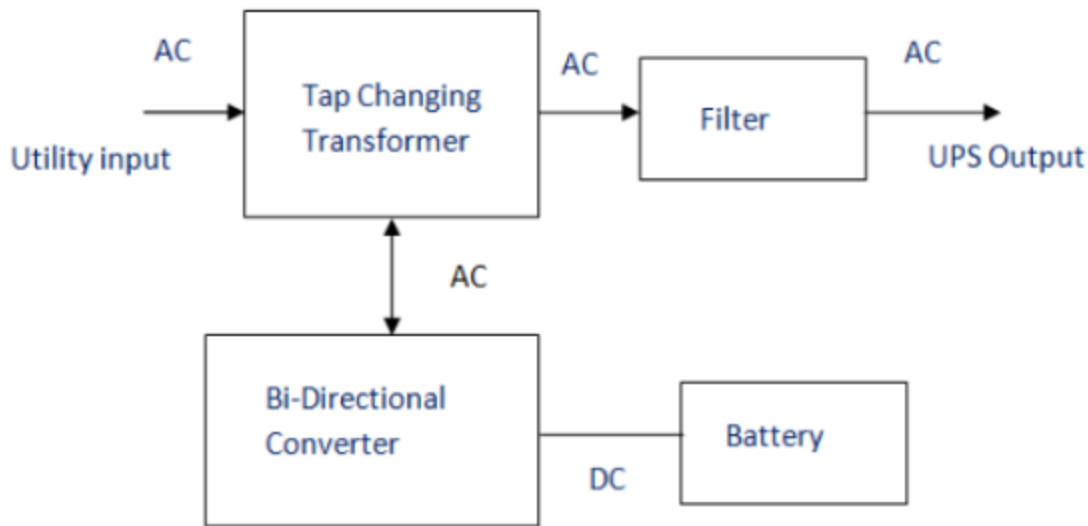 AC
Tap Changing
Transformer
AC
Filter
AC
Utility input
UPS Output
AC
Bi-Directional
Converter
Battery
DC